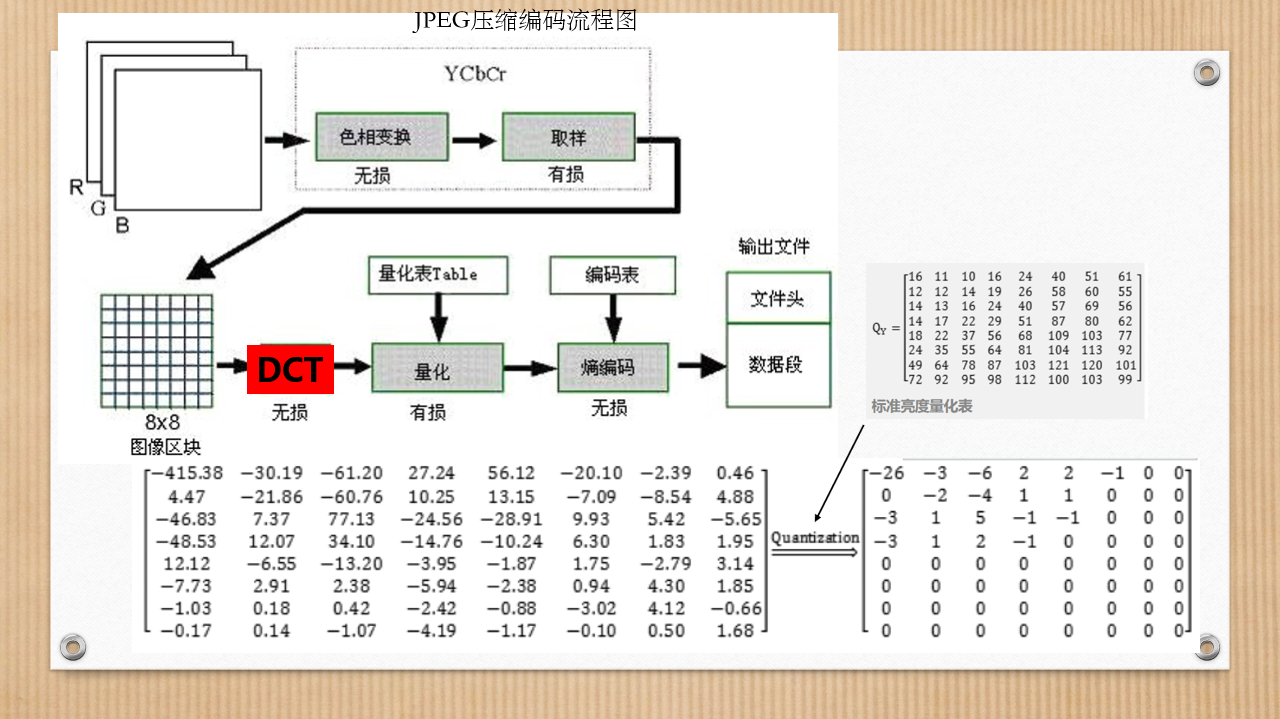 JPEG压缩编码流程图
YCbCr
色相变换
取样
无损
有损
R
G
B
输出文件
量化表Table
编码表
文件头
DCT
量化
熵编码
数据段
无损
有损
无损
8x8
图像区块
16 11 10 16 24 40 51 61
12 12 14 19 26 58 60 55
14 13 16 24 40 57 69 56
Q_Y = 14 17 22 29 51 87 80 62
18 22 37 56 68 109 103 77
24 35 55 64 81 104 113 92
49 64 78 87 103 121 120 101
72 92 95 98 112 100 103 99
标准亮度量化表
−415.38 −30.19 −61.20 27.24 56.12 −20.10 −2.39 0.46
4.47 −21.86 −60.76 10.25 13.15 −7.09 −8.54 4.88
−46.83 7.37 77.13 −24.56 −28.91 9.93 5.42 −5.65
−48.53 12.07 34.10 −14.76 −10.24 6.30 1.83 1.95
12.12 −6.55 −13.20 −3.95 −1.87 1.75 −2.79 3.14
−7.73 2.91 2.38 −5.94 −2.38 0.94 4.30 1.85
−1.03 0.18 0.42 −2.42 −0.88 −3.02 4.12 −0.66
−0.17 0.14 −1.07 −4.19 −1.17 −0.10 0.50 1.68
Quantization
−26 −3 −6 2 2 −1 0 0
0 −2 −4 1 1 0 0 0
−3 1 5 −1 −1 0 0 0
−3 1 2 −1 0 0 0 0
0 0 0 0 0 0 0 0
0 0 0 0 0 0 0 0
0 0 0 0 0 0 0 0
0 0 0 0 0 0 0 0